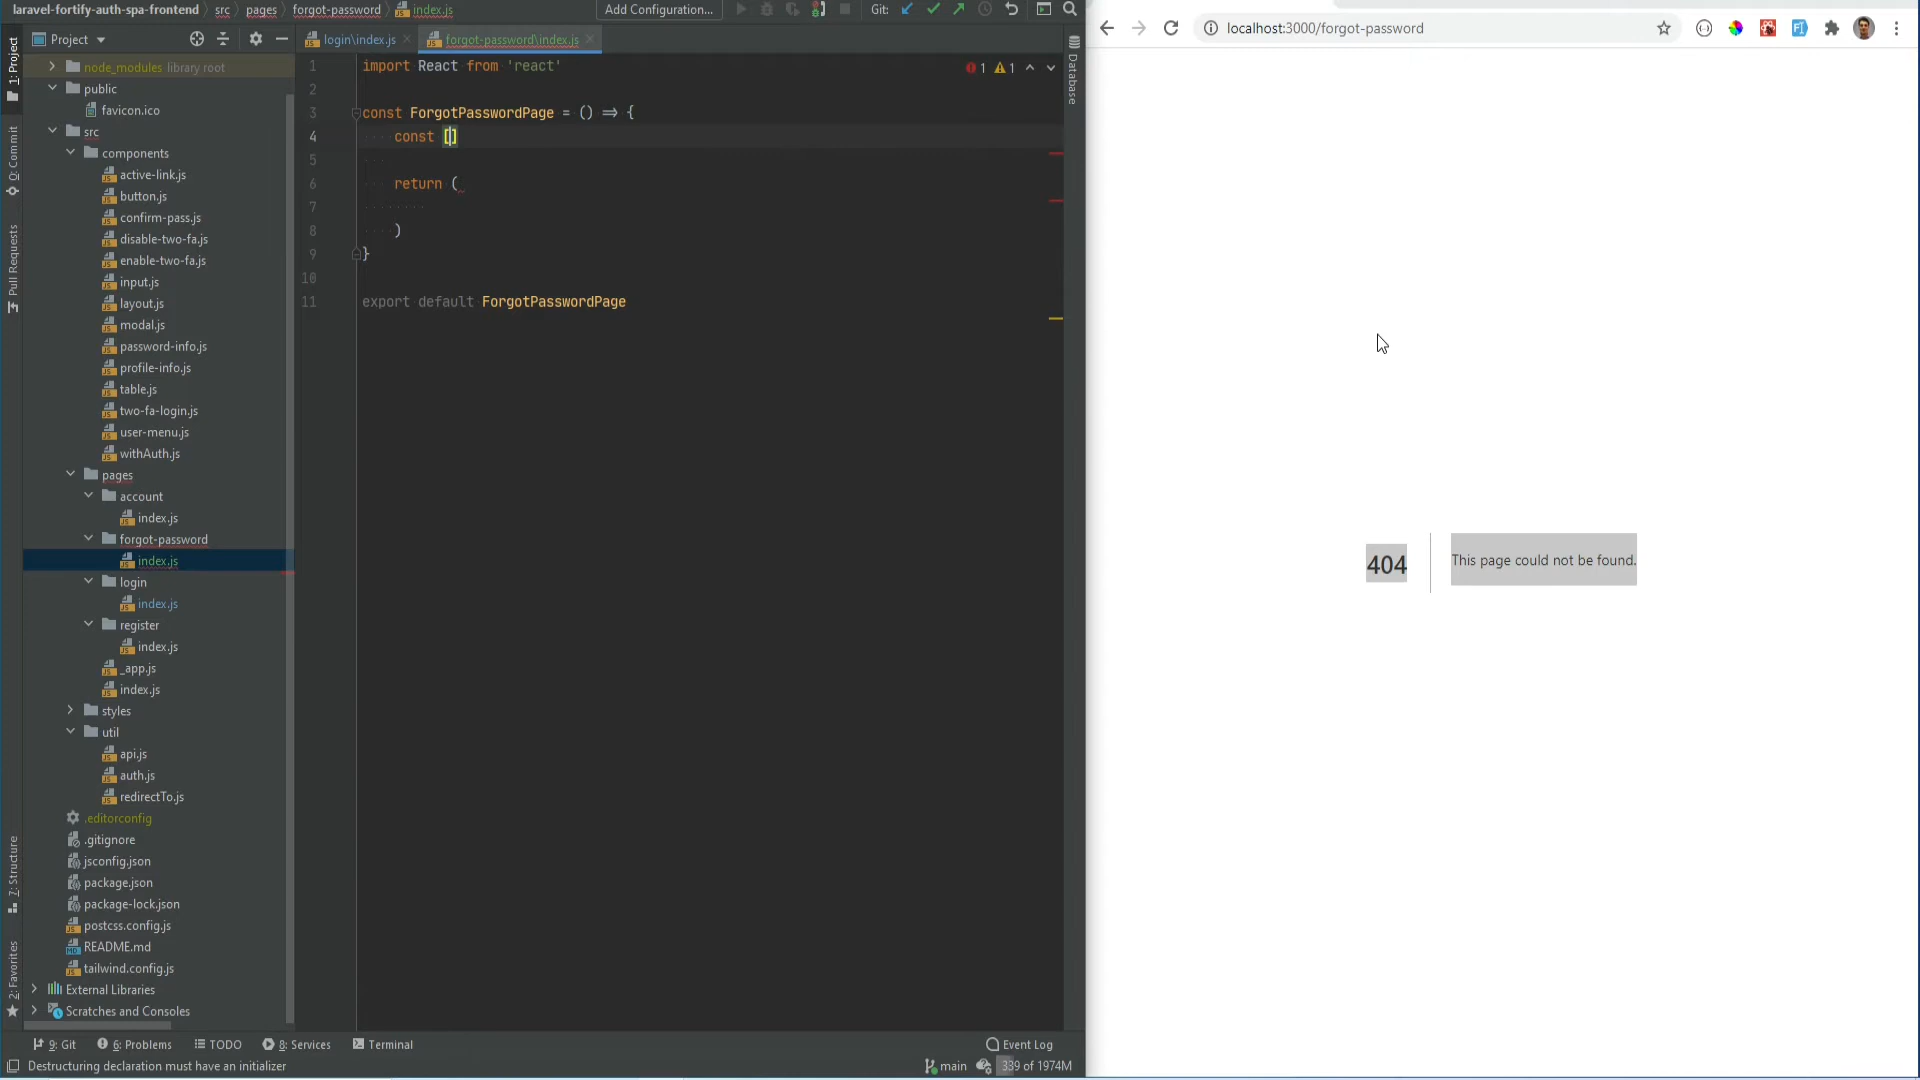 laravel-fortify-auth-spa-frontend src pages forgot-password index.js
Add Configuration...
Git:
Project
login\index.js
forgot-password\index.js
1: Project
0: Commit
Pull Requests
7: Structure
2: Favorites
node_modules library root
public
favicon.ico
src
components
active-link.js
button.js
confirm-pass.js
disable-two-fa.js
enable-two-fa.js
input.js
layout.js
modal.js
password-info.js
profile-info.js
table.js
two-fa-login.js
user-menu.js
withAuth.js
pages
account
index.js
forgot-password
index.js
login
index.js
register
index.js
_app.js
index.js
styles
util
api.js
auth.js
redirectTo.js
.editorconfig
.gitignore
jsconfig.json
package.json
package-lock.json
postcss.config.js
README.md
tailwind.config.js
External Libraries
Scratches and Consoles
1 import React from 'react'
2
3 const ForgotPasswordPage = () => {
4 const []
5
6 return (
7
8 )
9 }
10
11 export default ForgotPasswordPage
1 1
Database
9: Git
6: Problems
TODO
8: Services
Terminal
Event Log
Destructuring declaration must have an initializer
main
339 of 1974M
localhost:3000/forgot-password
404
This page could not be found.